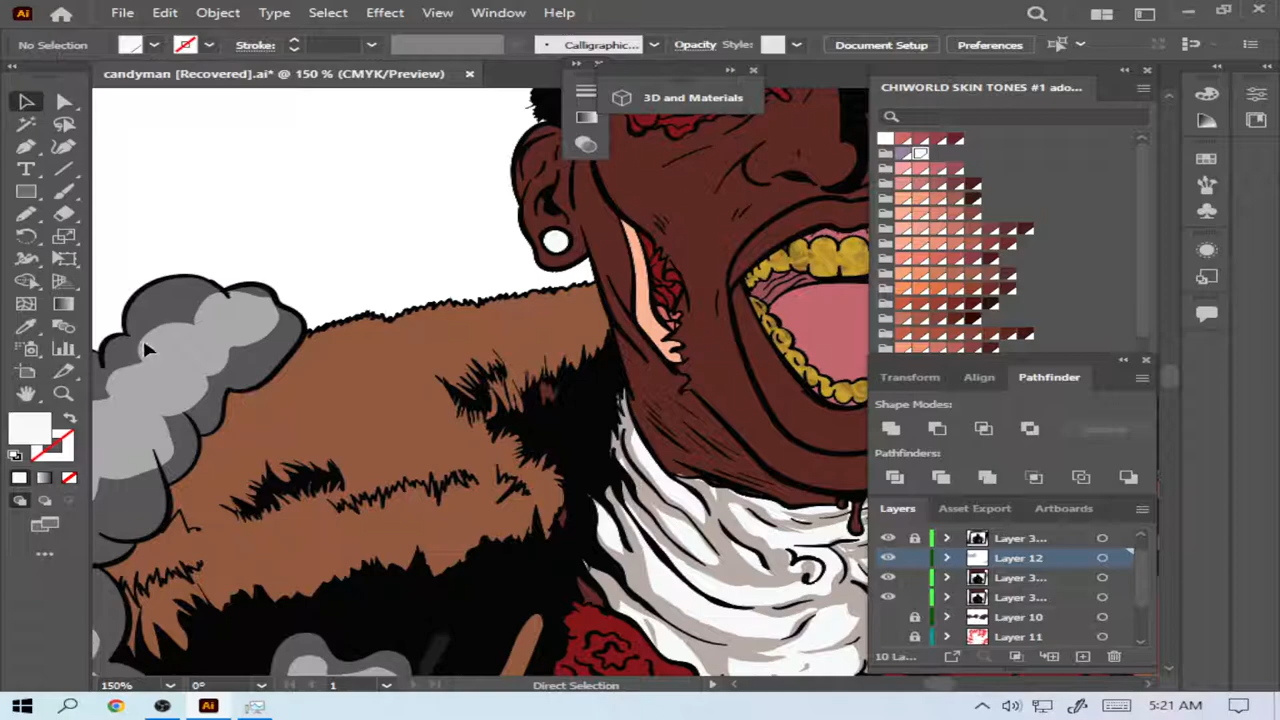 Ai File Edit Object Type Select Effect View Window Help
No Selection Stroke: Calligraphic... Opacity Style: Document Setup Preferences
candyman [Recovered].ai* @ 150 % (CMYK/Preview)
3D and Materials
CHIWORLD SKIN TONES #1 ado...
Transform Align Pathfinder
Shape Modes:
Pathfinders:
Layers Asset Export Artboards
Layer 3...
Layer 12
Layer 3...
Layer 3...
Layer 10
Layer 11
10 La...
150% 0° 1 Direct Selection
Ai 5:21 AM